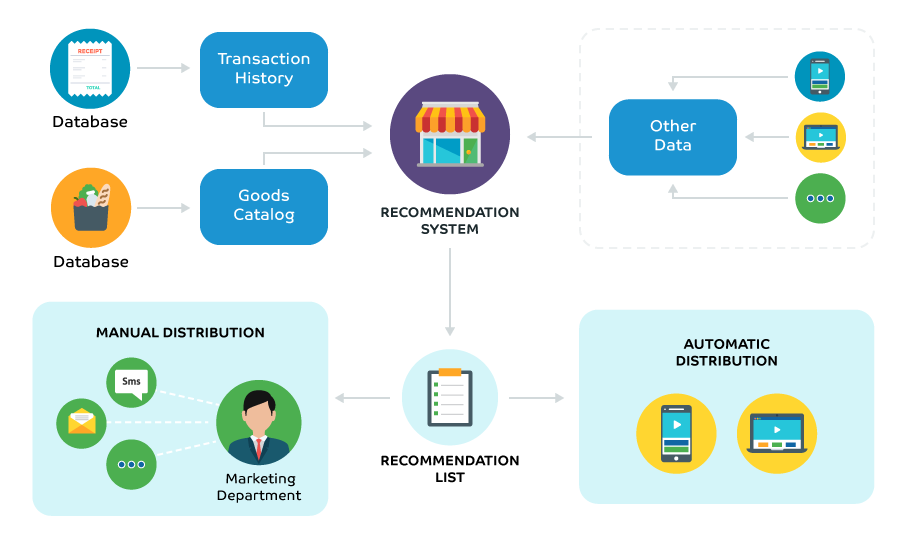 RECEIPT
TOTAL
Database
Transaction
History
Database
Goods
Catalog
RECOMMENDATION
SYSTEM
Other
Data
MANUAL DISTRIBUTION
Sms
Marketing
Department
RECOMMENDATION
LIST
AUTOMATIC
DISTRIBUTION